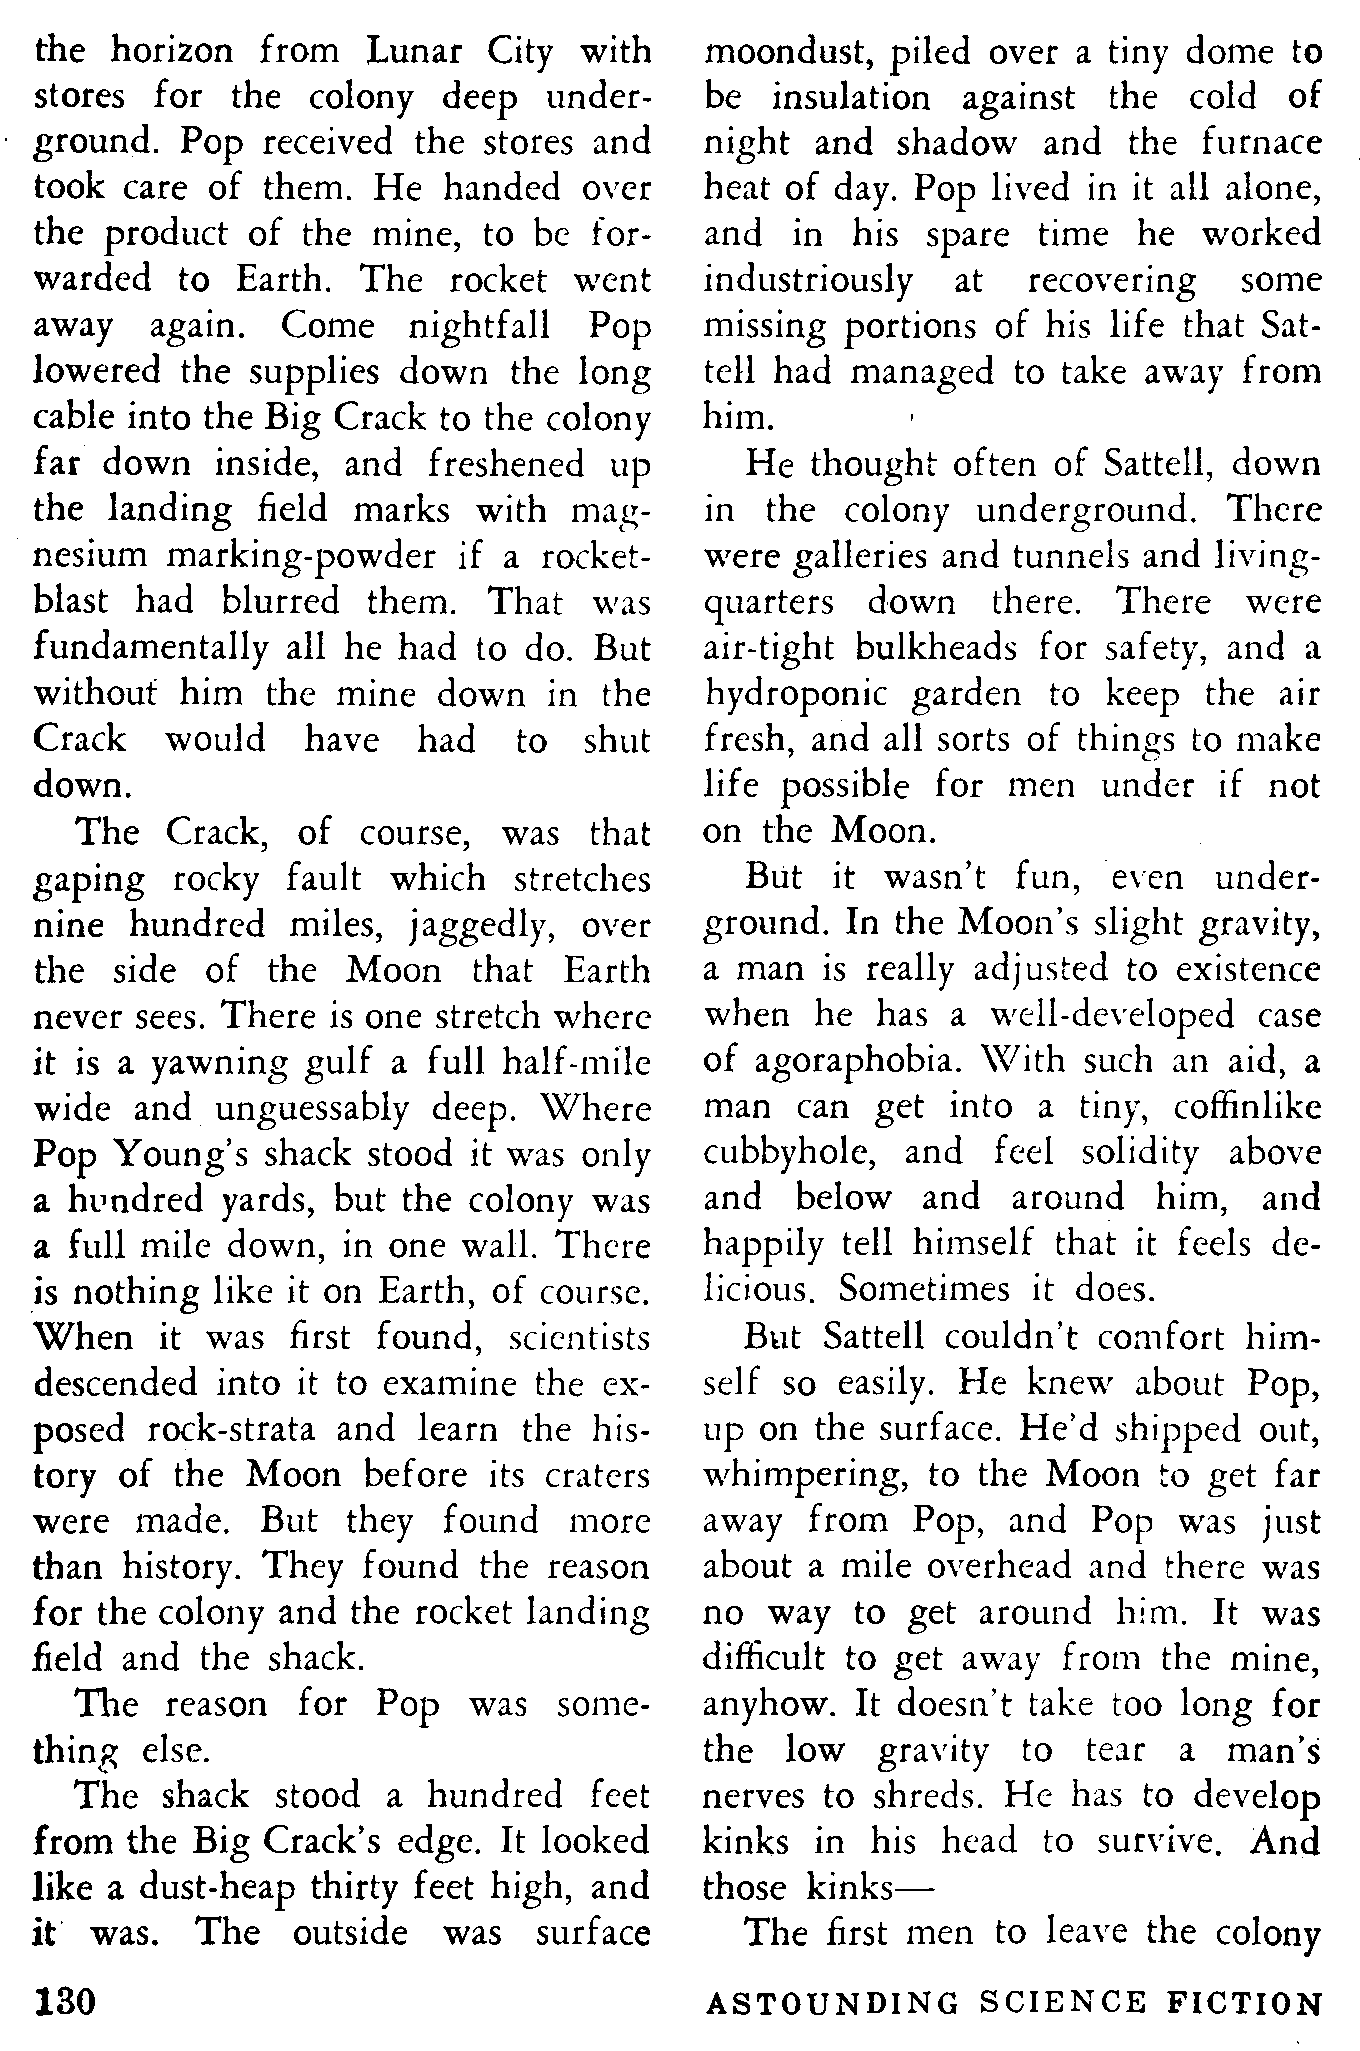 the horizon from Lunar City with
stores for the colony deep under-
ground. Pop received the stores and
took care of them. He handed over
the product of the mine, to be for-
warded to Earth. The rocket went
away again. Come nightfall Pop
lowered the supplies down the long
cable into the Big Crack to the colony
far down inside, and freshened up
the landing field marks with mag-
nesium marking-powder if a rocket-
blast had blurred them. That was
fundamentally all he had to do. But
without him the mine down in the
Crack would have had to shut
down.
The Crack, of course, was that
gaping rocky fault which stretches
nine hundred miles, jaggedly, over
the side of the Moon that Earth
never sees. There is one stretch where
it is a yawning gulf a full half-mile
wide and unguessably deep. Where
Pop Young's shack stood it was only
a hundred yards, but the colony was
a full mile down, in one wall. There
is nothing like it on Earth, of course.
When it was first found, scientists
descended into it to examine the ex-
posed rock-strata and learn the his-
tory of the Moon before its craters
were made. But they found more
than history. They found the reason
for the colony and the rocket landing
field and the shack.
The reason for Pop was some-
thing else.
The shack stood a hundred feet
from the Big Crack's edge. It looked
like a dust-heap thirty feet high, and
it was. The outside was surface
moondust, piled over a tiny dome to
be insulation against the cold of
night and shadow and the furnace
heat of day. Pop lived in it all alone,
and in his spare time he worked
industriously at recovering some
missing portions of his life that Sat-
tell had managed to take away from
him.
He thought often of Sattell, down
in the colony underground. There
were galleries and tunnels and living-
quarters down there. There were
air-tight bulkheads for safety, and a
hydroponic garden to keep the air
fresh, and all sorts of things to make
life possible for men under if not
on the Moon.
But it wasn't fun, even under-
ground. In the Moon's slight gravity,
a man is really adjusted to existence
when he has a well-developed case
of agoraphobia. With such an aid, a
man can get into a tiny, coffinlike
cubbyhole, and feel solidity above
and below and around him, and
happily tell himself that it feels de-
licious. Sometimes it does.
But Sattell couldn't comfort him-
self so easily. He knew about Pop,
up on the surface. He'd shipped out,
whimpering, to the Moon to get far
away from Pop, and Pop was just
about a mile overhead and there was
no way to get around him. It was
difficult to get away from the mine,
anyhow. It doesn't take too long for
the low gravity to tear a man's
nerves to shreds. He has to develop
kinks in his head to survive. And
those kinks—
The first men to leave the colony
130
ASTOUNDING SCIENCE FICTION